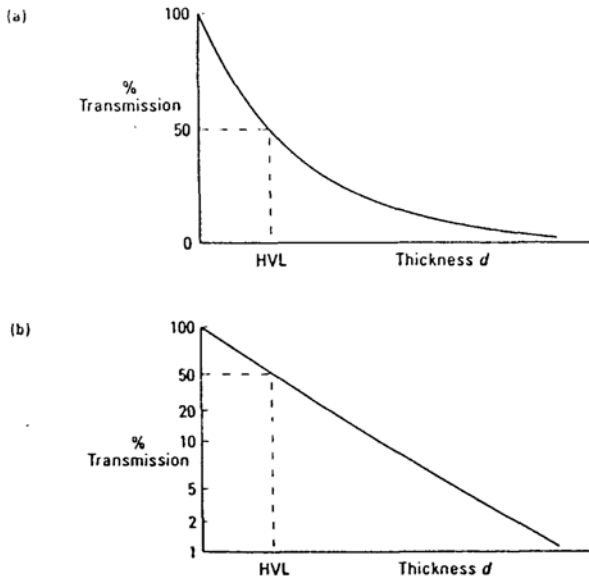 (a)
100
%
Transmission
50
0
HVL
Thickness d
(b)
100
50
20
%
Transmission
10
5
2
1
HVL
Thickness d